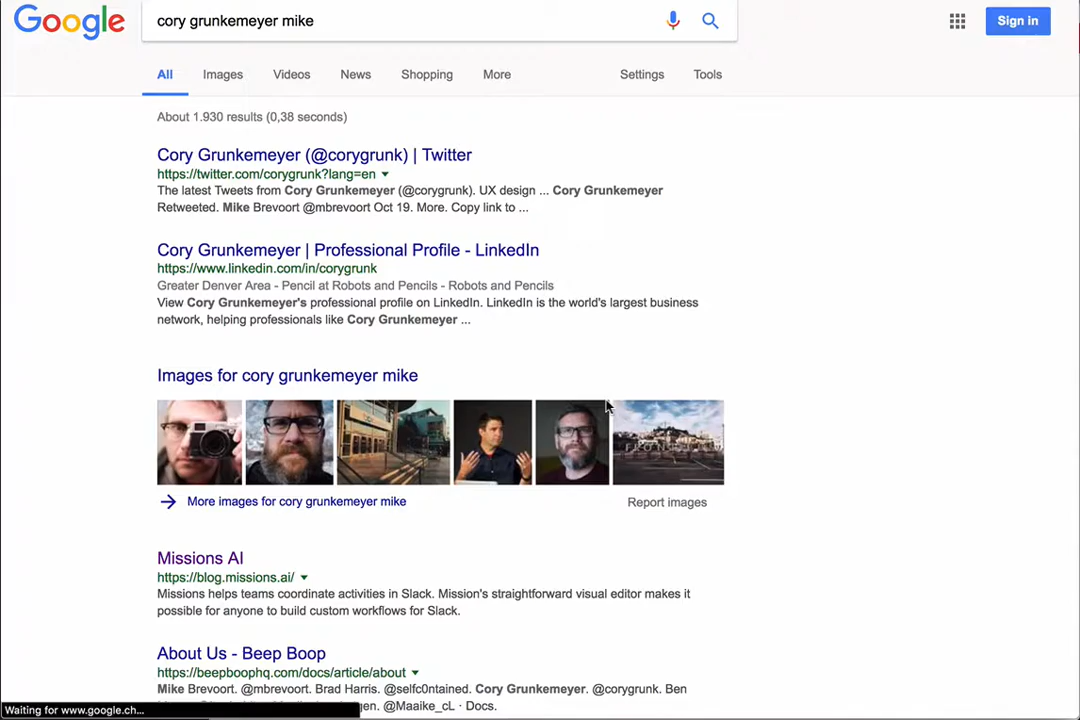 Google
cory grunkemeyer mike
Sign in
All Images Videos News Shopping More Settings Tools
About 1.930 results (0,38 seconds)
Cory Grunkemeyer (@corygrunk) | Twitter
https://twitter.com/corygrunk?lang=en
The latest Tweets from Cory Grunkemeyer (@corygrunk). UX design ... Cory Grunkemeyer
Retweeted. Mike Brevoort @mbrevoort Oct 19. More. Copy link to ...
Cory Grunkemeyer | Professional Profile - LinkedIn
https://www.linkedin.com/in/corygrunk
Greater Denver Area - Pencil at Robots and Pencils - Robots and Pencils
View Cory Grunkemeyer's professional profile on LinkedIn. LinkedIn is the world's largest business
network, helping professionals like Cory Grunkemeyer ...
Images for cory grunkemeyer mike
More images for cory grunkemeyer mike
Report images
Missions AI
https://blog.missions.ai/
Missions helps teams coordinate activities in Slack. Mission's straightforward visual editor makes it
possible for anyone to build custom workflows for Slack.
About Us - Beep Boop
https://beepboophq.com/docs/article/about
Mike Brevoort. @mbrevoort. Brad Harris. @selfc0ntained. Cory Grunkemeyer. @corygrunk. Ben
@Maaike_cL · Docs.
Waiting for www.google.ch...